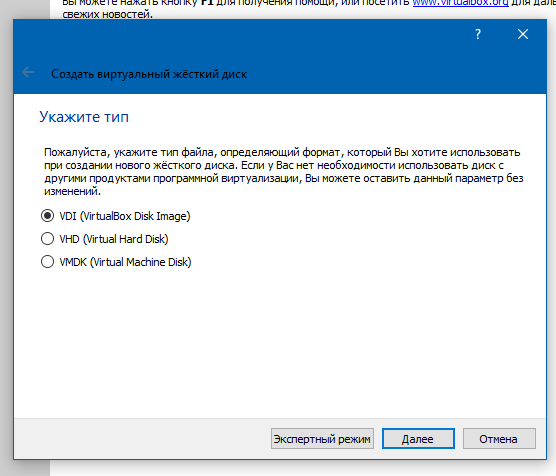 Вы можете нажать кнопку F1 для получения помощи, или посетить www.virtualbox.org для
свежих новостей.
?
Создать виртуальный жёсткий диск
Укажите тип
Пожалуйста, укажите тип файла, определяющий формат, который Вы хотите использовать
при создании нового жёсткого диска. Если у Вас нет необходимости использовать диск с
другими продуктами программной виртуализации, Вы можете оставить данный параметр без
изменений.
VDI (VirtualBox Disk Image)
VHD (Virtual Hard Disk)
VMDK (Virtual Machine Disk)
Экспертный режим Далее Отмена